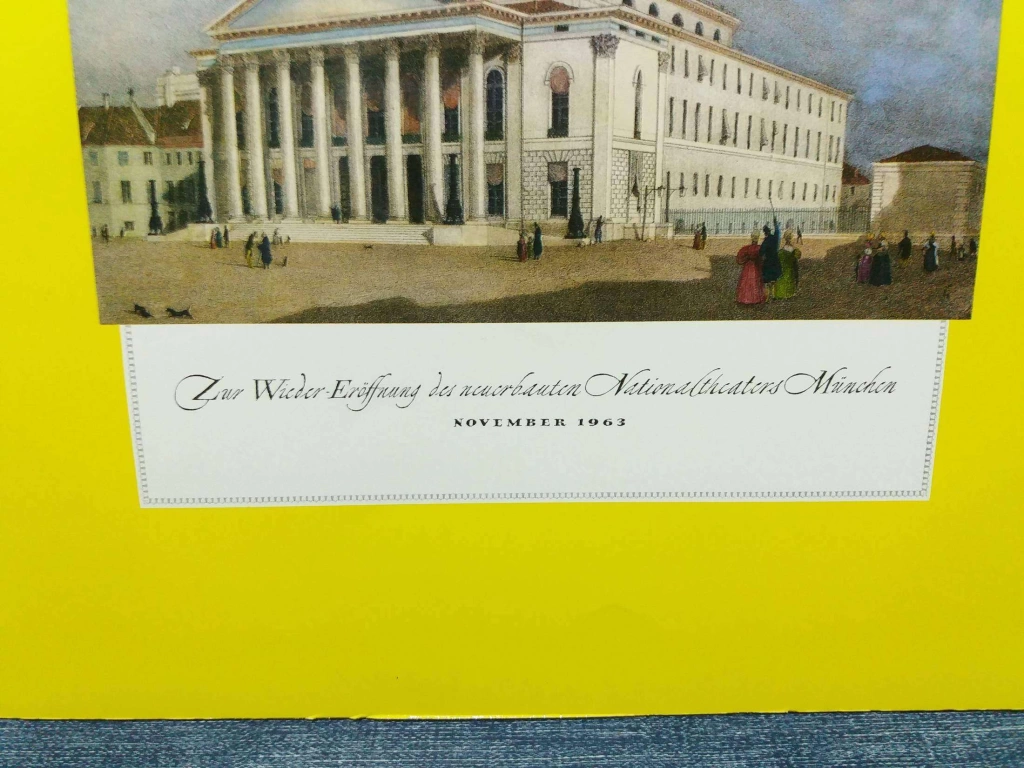 Zur Wieder-Eröffnung des neuerbauten Nationaltheaters München
NOVEMBER 1963